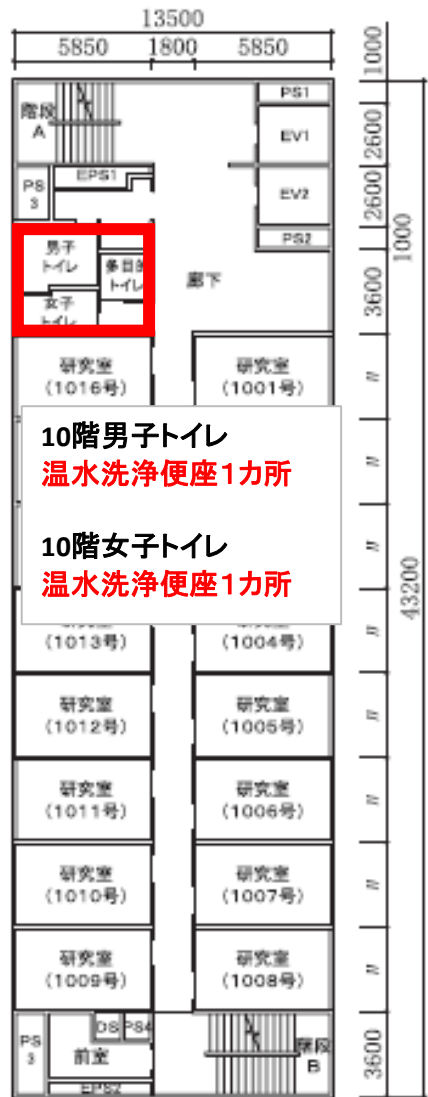 13500
5850 1800 5850
1000
階段
A
PS1
EV1
2600
EPS1
PS
3
EV2
2600
PS2
1000
男子
トイレ
多目的
トイレ
廊下
3600
女子
トイレ
研究室
(1016号)
研究室
(1001号)
〃
10階男子トイレ
温水洗浄便座1カ所
10階女子トイレ
温水洗浄便座1カ所
〃
〃
43200
(1013号)
(1004号)
〃
研究室
(1012号)
研究室
(1005号)
〃
研究室
(1011号)
研究室
(1006号)
〃
研究室
(1010号)
研究室
(1007号)
〃
研究室
(1009号)
研究室
(1008号)
〃
PS
3
DS
PS4
前室
EPS2
階段
B
3600